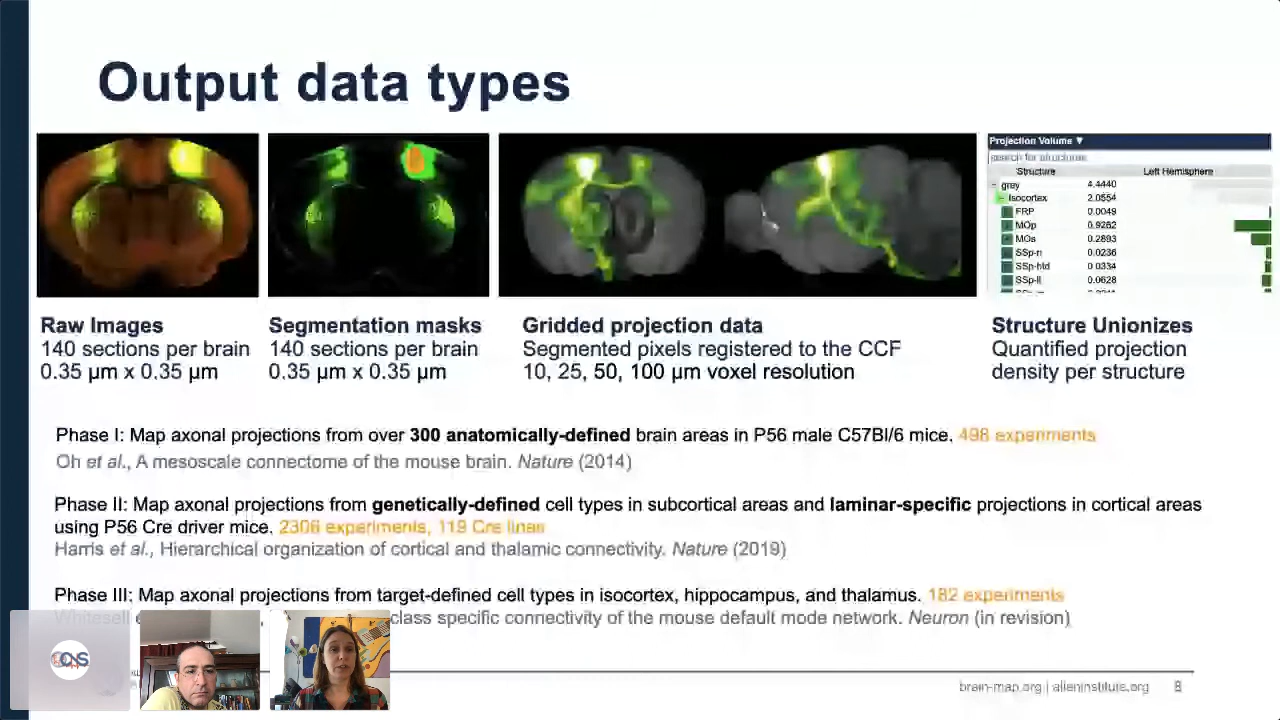 Output data types
Projection Volume ▼
search for structures
Structure Left Hemisphere
grey 4.4440
Isocortex 2.0554
FRP 0.0049
MOp 0.9262
MOs 0.2893
SSp-n 0.0236
SSp-bfd 0.0334
SSp-ll 0.0628
Raw Images
140 sections per brain
0.35 µm x 0.35 µm
Segmentation masks
140 sections per brain
0.35 µm x 0.35 µm
Gridded projection data
Segmented pixels registered to the CCF
10, 25, 50, 100 µm voxel resolution
Structure Unionizes
Quantified projection
density per structure
Phase I: Map axonal projections from over 300 anatomically-defined brain areas in P56 male C57Bl/6 mice. 498 experiments
Oh et al., A mesoscale connectome of the mouse brain. Nature (2014)
Phase II: Map axonal projections from genetically-defined cell types in subcortical areas and laminar-specific projections in cortical areas
using P56 Cre driver mice. 2306 experiments, 119 Cre lines
Harris et al., Hierarchical organization of cortical and thalamic connectivity. Nature (2019)
Phase III: Map axonal projections from target-defined cell types in isocortex, hippocampus, and thalamus. 182 experiments
Whitesell class specific connectivity of the mouse default mode network. Neuron (in revision)
brain-map.org | alleninstitute.org 8